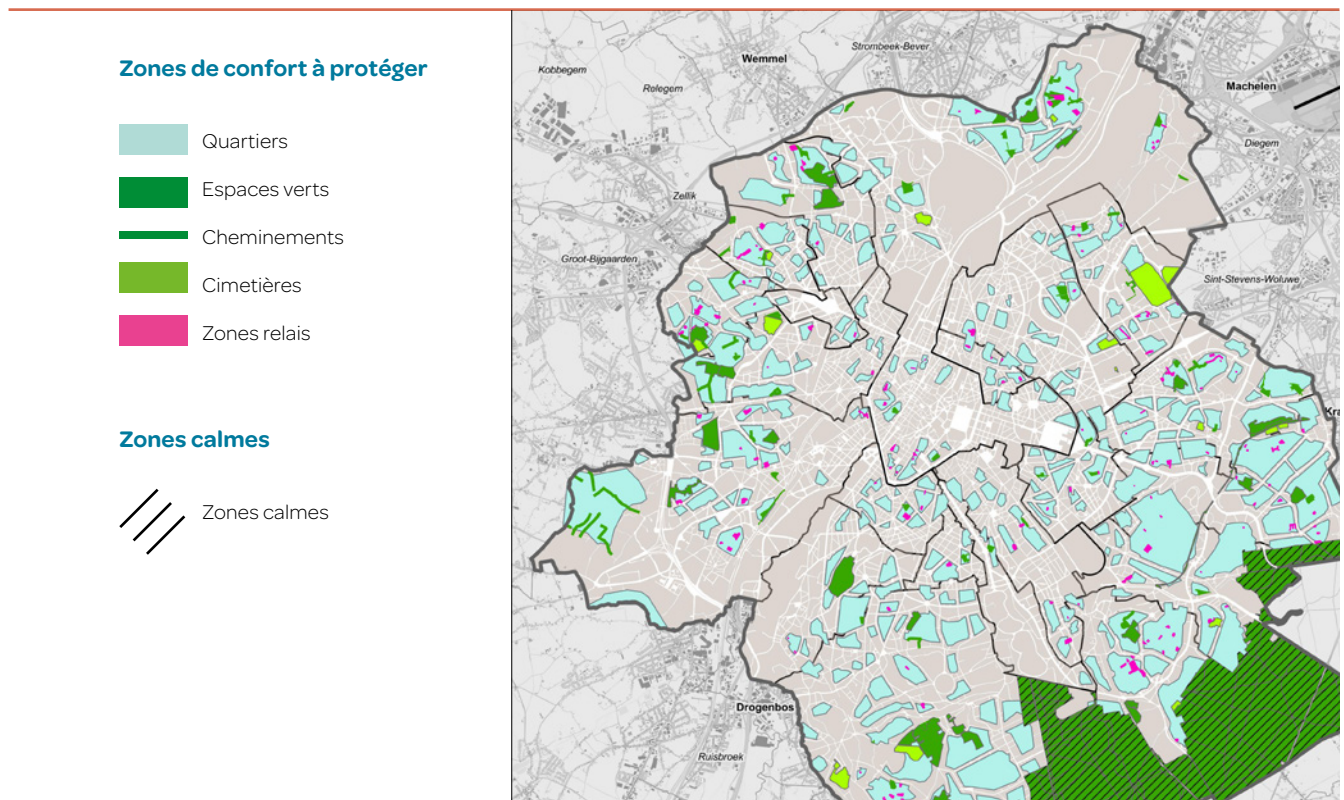 Zones de confort à protéger
Quartiers
Espaces verts
Cheminements
Cimetières
Zones relais
Zones calmes
Zones calmes
Strombeek-Bever
Wemmel
Kobbegem
Relegem
Machelen
Diegem
Zellik
Groot-Bijgaarden
Sint-Stevens-Woluwe
Kra
Drogenbos
Ruisbroek